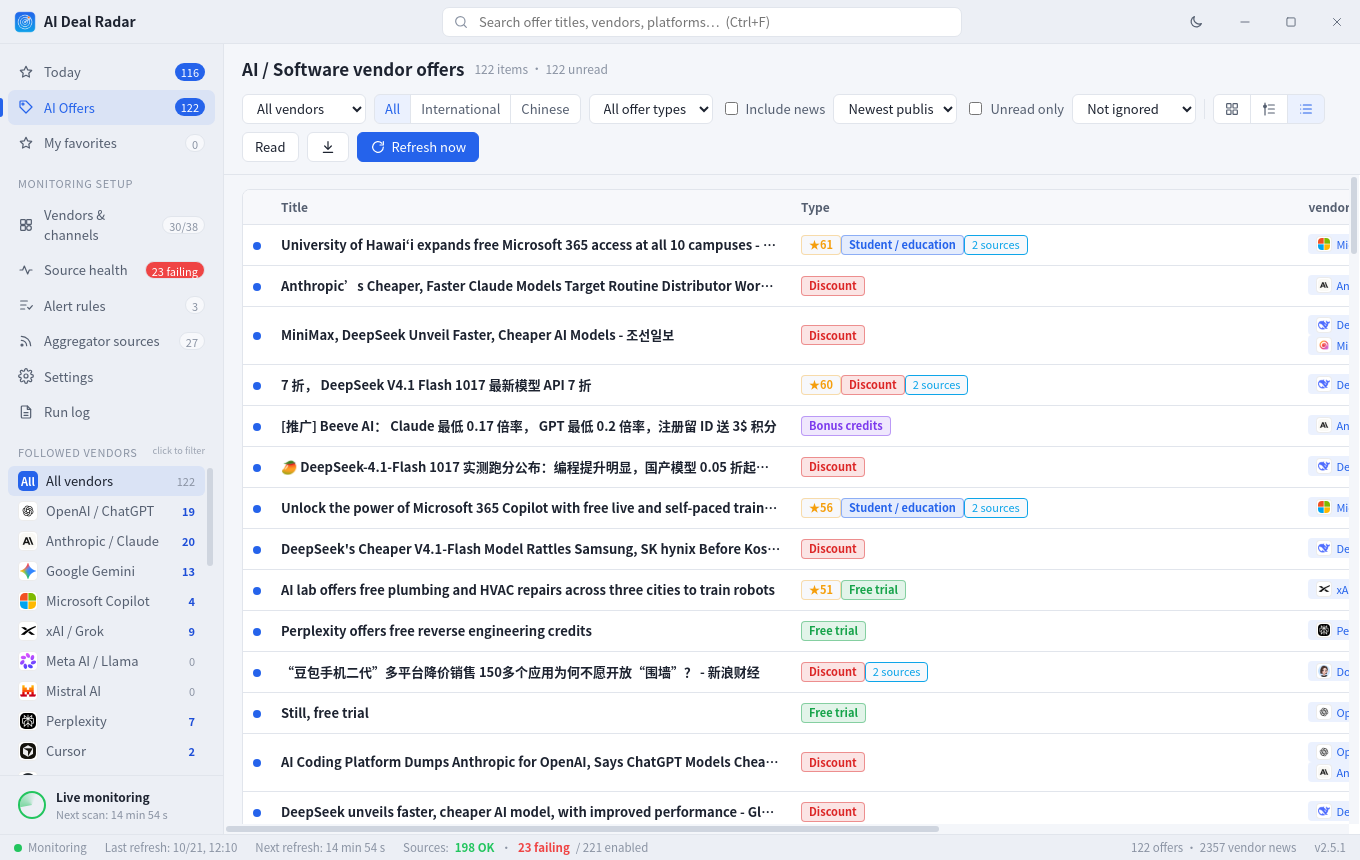 AI Deal Radar
Search offer titles, vendors, platforms… (Ctrl+F)
Today 116
AI Offers 122
My favorites 0
MONITORING SETUP
Vendors & channels 30/38
Source health 23 failing
Alert rules 3
Aggregator sources 27
Settings
Run log
FOLLOWED VENDORS click to filter
All All vendors 122
OpenAI / ChatGPT 19
Anthropic / Claude 20
Google Gemini 13
Microsoft Copilot 4
xAI / Grok 9
Meta AI / Llama 0
Mistral AI 0
Perplexity 7
Cursor 2
Live monitoring
Next scan: 14 min 54 s
AI / Software vendor offers 122 items • 122 unread
All vendors All International Chinese All offer types Include news Newest publis Unread only Not ignored
Read Refresh now
Title Type vendor
University of Hawaiʻi expands free Microsoft 365 access at all 10 campuses - … ★61 Student / education 2 sources Mi
Anthropic’s Cheaper, Faster Claude Models Target Routine Distributor Wor… Discount An
MiniMax, DeepSeek Unveil Faster, Cheaper AI Models - 조선일보 Discount De Mi
7 折， DeepSeek V4.1 Flash 1017 最新模型 API 7 折 ★60 Discount 2 sources De
[推广] Beeve AI： Claude 最低 0.17 倍率， GPT 最低 0.2 倍率，注册留 ID 送 3$ 积分 Bonus credits An
🥭 DeepSeek-4.1-Flash 1017 实测跑分公布：编程提升明显，国产模型 0.05 折起… Discount De
Unlock the power of Microsoft 365 Copilot with free live and self-paced train… ★56 Student / education 2 sources Mi
DeepSeek's Cheaper V4.1-Flash Model Rattles Samsung, SK hynix Before Kos… Discount De
AI lab offers free plumbing and HVAC repairs across three cities to train robots ★51 Free trial xA
Perplexity offers free reverse engineering credits Free trial Pe
“豆包手机二代”多平台降价销售 150多个应用为何不愿开放“围墙”？ - 新浪财经 Discount 2 sources Do
Still, free trial Free trial Op
AI Coding Platform Dumps Anthropic for OpenAI, Says ChatGPT Models Chea… Discount Op An
DeepSeek unveils faster, cheaper AI model, with improved performance - Gl… Discount De
Monitoring Last refresh: 10/21, 12:10 Next refresh: 14 min 54 s Sources: 198 OK • 23 failing / 221 enabled 122 offers • 2357 vendor news v2.5.1